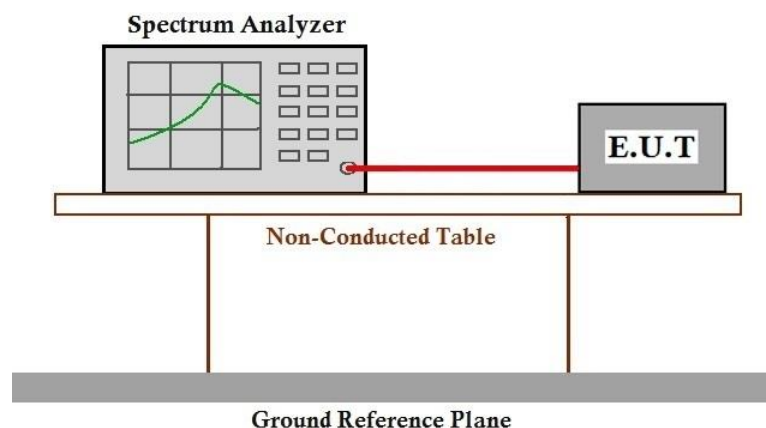 Spectrum Analyzer
E.U.T
Non-Conducted Table
Ground Reference Plane